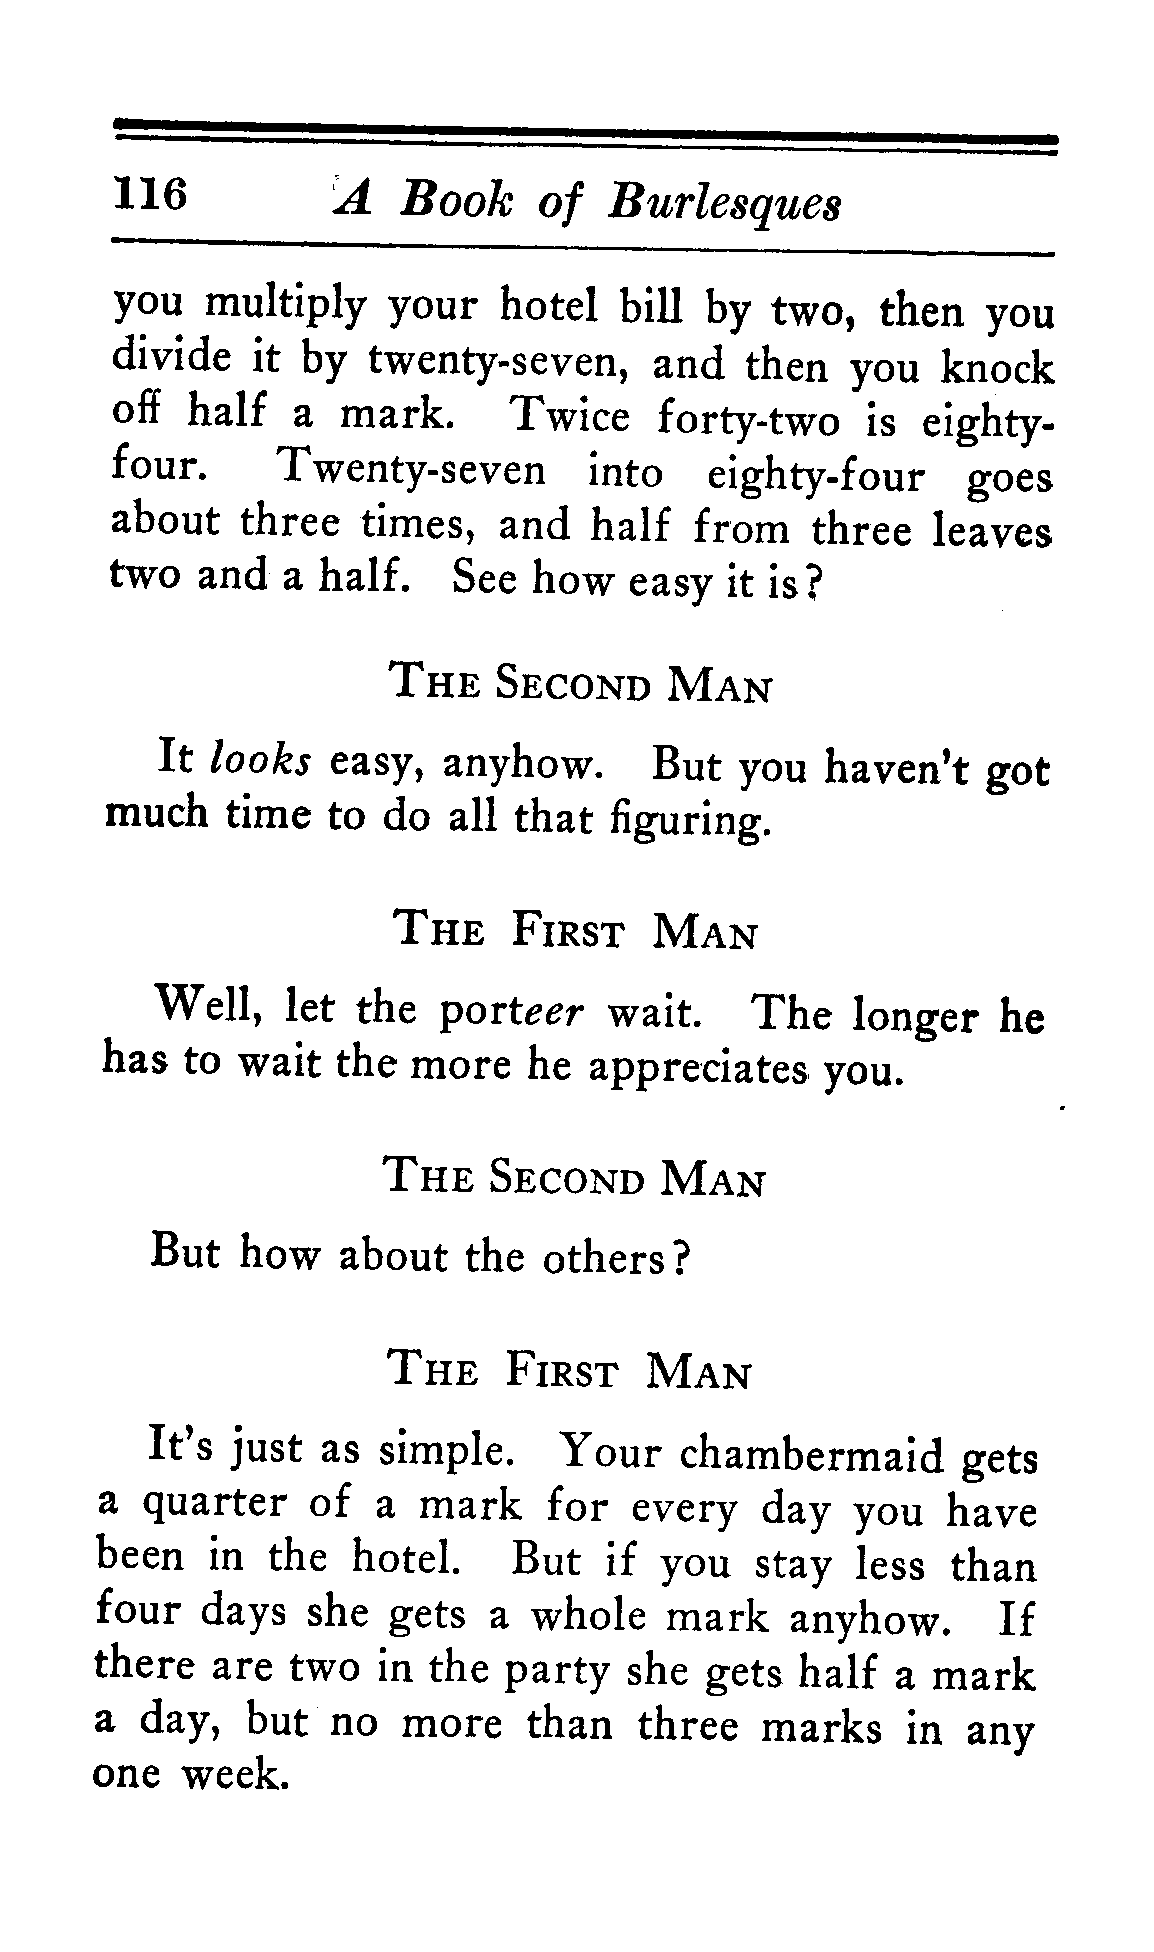 116 A Book of Burlesques
you multiply your hotel bill by two, then you
divide it by twenty-seven, and then you knock
off half a mark. Twice forty-two is eighty-
four. Twenty-seven into eighty-four goes
about three times, and half from three leaves
two and a half. See how easy it is?
THE SECOND MAN
It looks easy, anyhow. But you haven't got
much time to do all that figuring.
THE FIRST MAN
Well, let the porteer wait. The longer he
has to wait the more he appreciates you.
THE SECOND MAN
But how about the others?
THE FIRST MAN
It's just as simple. Your chambermaid gets
a quarter of a mark for every day you have
been in the hotel. But if you stay less than
four days she gets a whole mark anyhow. If
there are two in the party she gets half a mark
a day, but no more than three marks in any
one week.